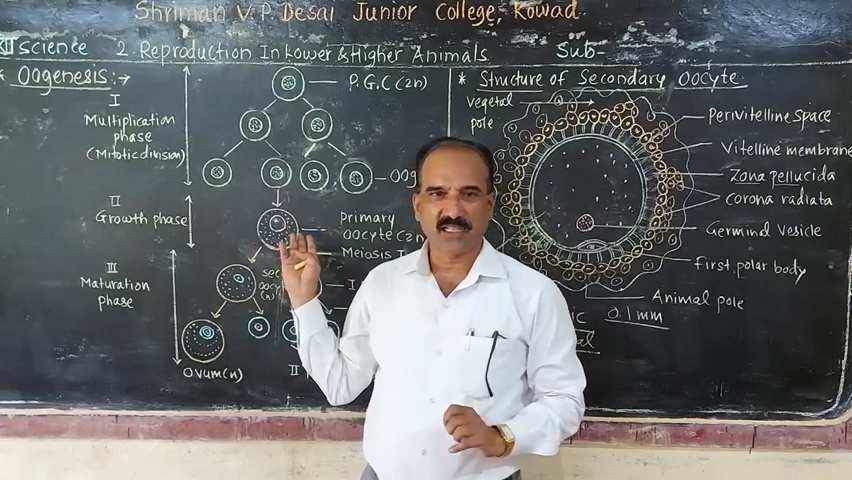 Shriman V.P. Desai Junior College, Kowad.
XII Science 2. Reproduction In Lower & Higher Animals Sub-
* Oogenesis:→
I
Multiplication
phase
(Mitotic division)
II
Growth phase
III
Maturation
phase
P.G.C (2n)
Primary
oocyte (2n)
Meiosis I
Ovum (n)
II
* Structure of Secondary Oocyte
vegetal
pole
Perivitelline space
Vitelline membrane
Zona pellucida
corona radiata
Germinal vesicle
First polar body
Animal pole
0.1mm